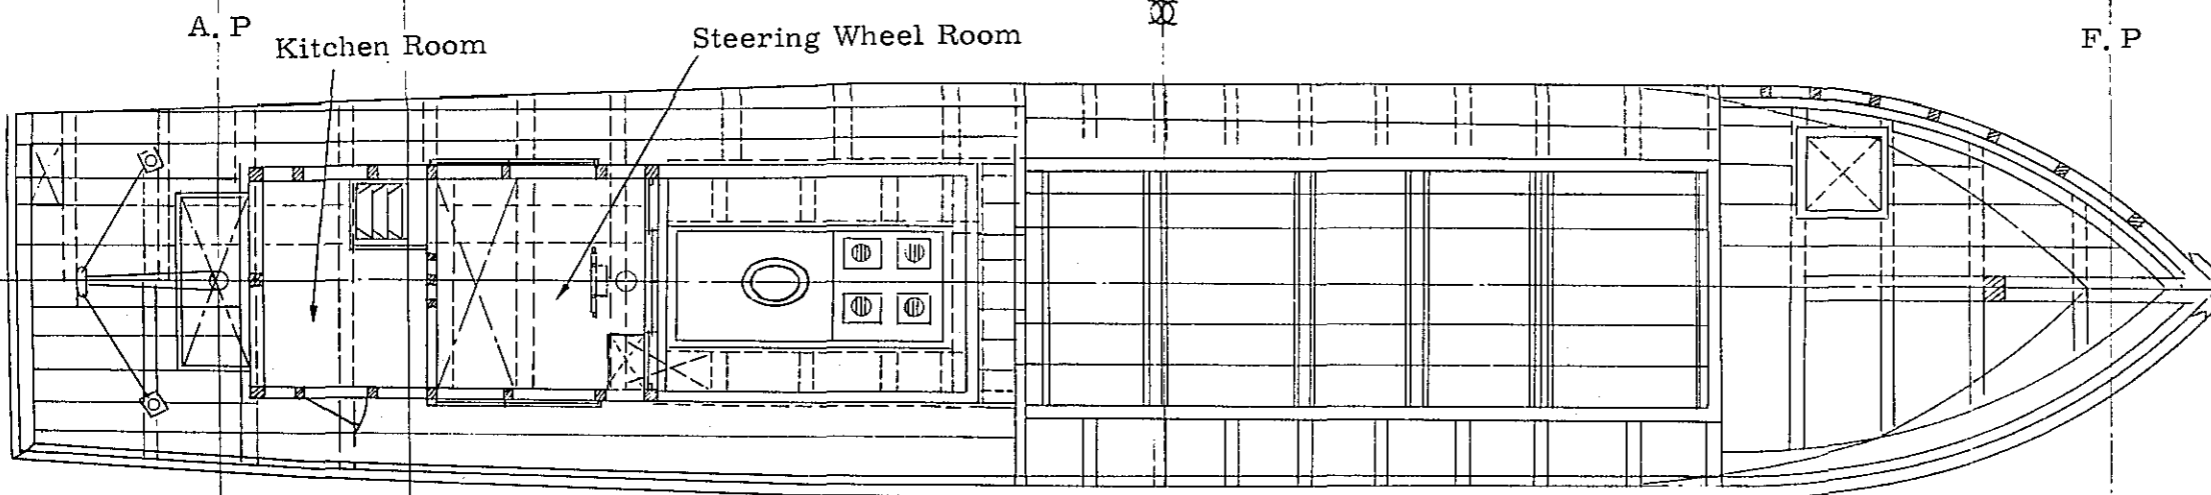 A. P
Kitchen Room
Steering Wheel Room
F. P